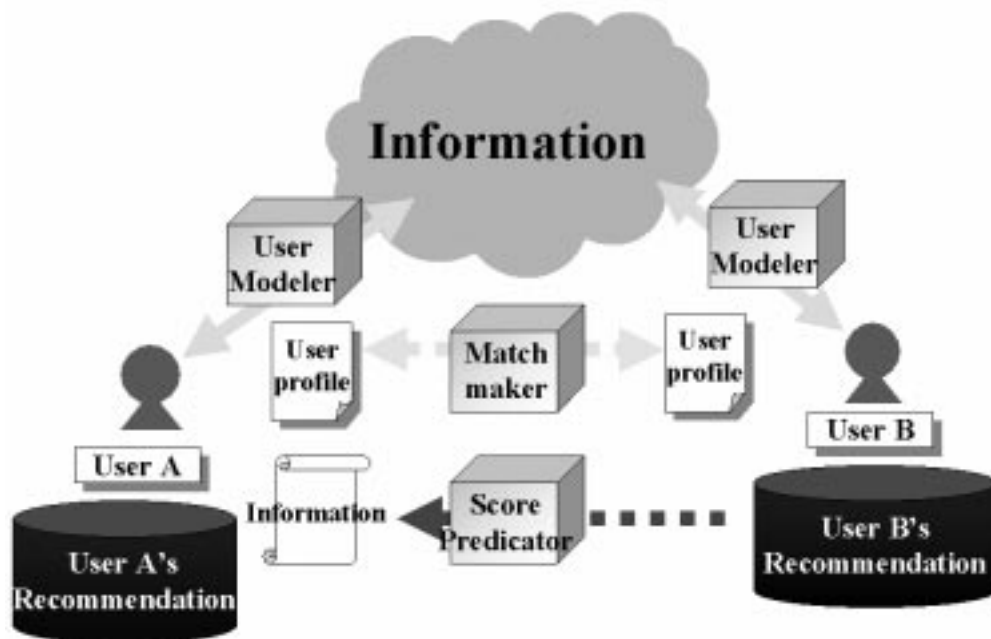 Information
User
Modeler
User
Modeler
User
profile
Match
maker
User
profile
User A
User B
Information
Score
Predicator
User A's
Recommendation
User B's
Recommendation